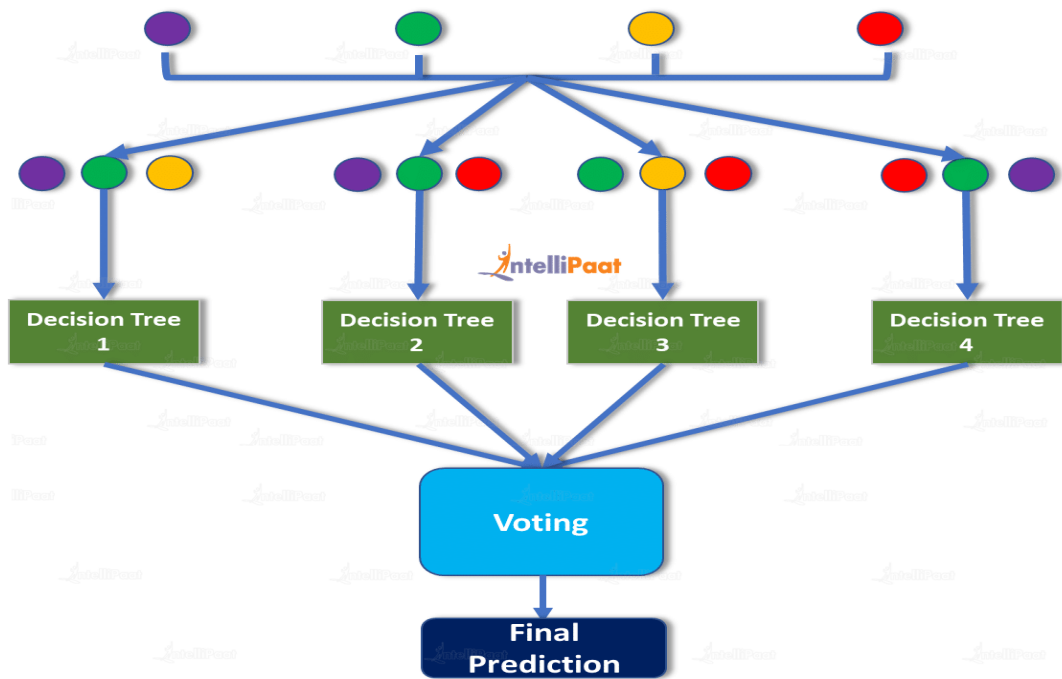 IntelliPaat
Decision Tree
1
Decision Tree
2
Decision Tree
3
Decision Tree
4
Voting
Final
Prediction